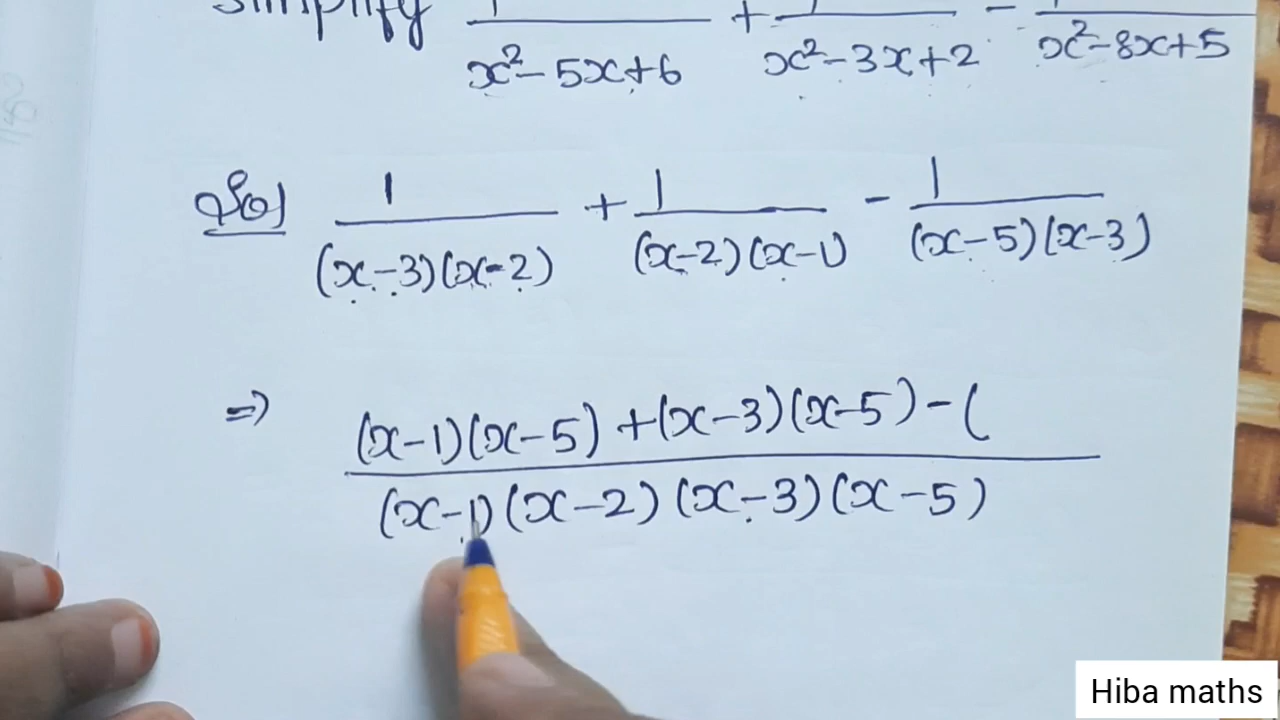 Simplify 1/(x²-5x+6) + 1/(x²-3x+2) - 1/(x²-8x+5)
Sol 1/((x-3)(x-2)) + 1/((x-2)(x-1)) - 1/((x-5)(x-3))
⇒ (x-1)(x-5) + (x-3)(x-5) - (
(x-1)(x-2)(x-3)(x-5)
Hiba maths